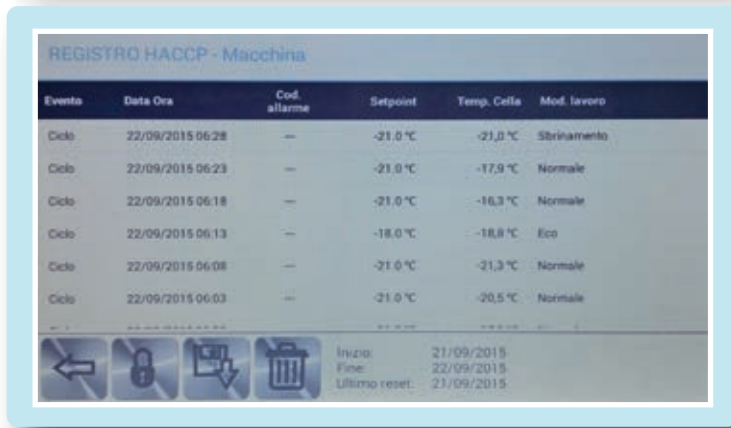 REGISTRO HACCP - Macchina
Evento Data Ora Cod. allarme Setpoint Temp. Cella Mod. lavoro
Ciclo 22/09/2015 06:28 --- -21.0 °C -21,0 °C Sbrinamento
Ciclo 22/09/2015 06:23 --- -21.0 °C -17,9 °C Normale
Ciclo 22/09/2015 06:18 --- -21.0 °C -16,3 °C Normale
Ciclo 22/09/2015 06:13 --- -18.0 °C -18,8 °C Eco
Ciclo 22/09/2015 06:08 --- -21.0 °C -21,3 °C Normale
Ciclo 22/09/2015 06:03 --- -21.0 °C -20,5 °C Normale
Inizio: 21/09/2015
Fine: 22/09/2015
Ultimo reset: 21/09/2015